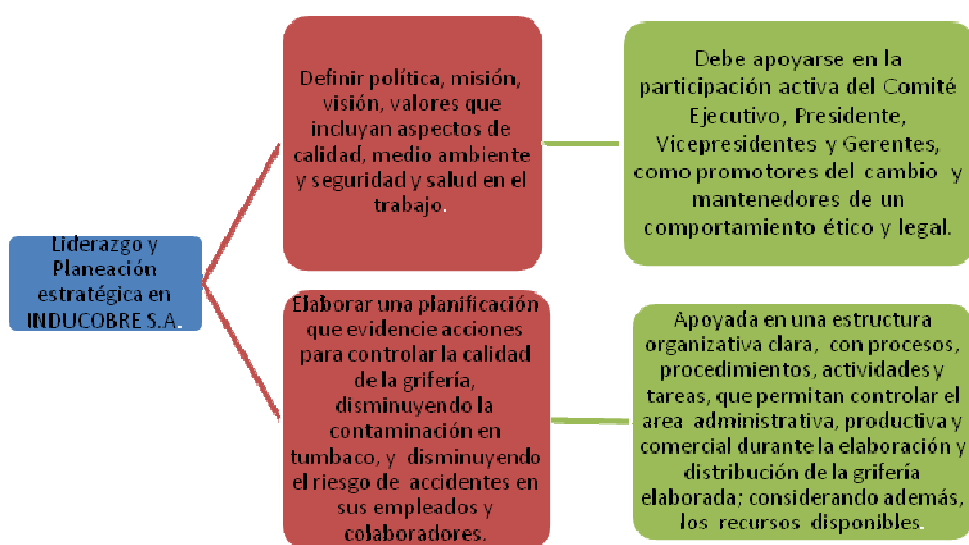 Liderazgo y
Planeación
estratégica en
INDUCOBRE S.A.
Definir política, misión,
visión, valores que
incluyan aspectos de
calidad, medio ambiente
y seguridad y salud en el
trabajo.
Debe apoyarse en la
participación activa del Comité
Ejecutivo, Presidente,
Vicepresidentes y Gerentes,
como promotores del cambio y
mantenedores de un
comportamiento ético y legal.
Elaborar una planificación
que evidencie acciones
para controlar la calidad
de la grifería,
disminuyendo la
contaminación en
tumbaco, y disminuyendo
el riesgo de accidentes en
sus empleados y
colaboradores.
Apoyada en una estructura
organizativa clara, con procesos,
procedimientos, actividades y
tareas, que permitan controlar el
area administrativa, productiva y
comercial durante la elaboración y
distribución de la grifería
elaborada; considerando además,
los recursos disponibles.